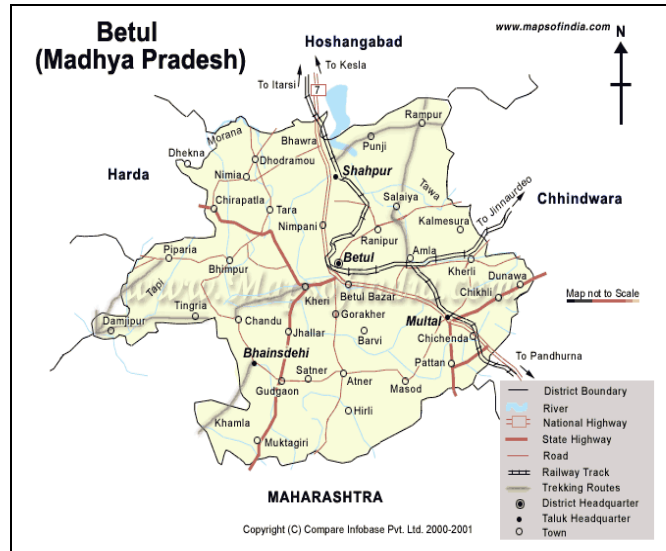 Betul
(Madhya Pradesh)
www.mapsofindia.com
N
Hoshangabad
To Kesla
To Itarsi
7
Rampur
Morana
Bhawra
Punji
Dhekna
Dhodramou
Harda
Nimia
Shahpur
Tawa
Salaiya
Chhindwara
To Jinnaurdeo
Chirapatla
Tara
Nimpani
Ranipur
Kalmesura
Piparia
Bhimpur
Betul
Amla
Kherli
Dunawa
Tapi
Kheri
Betul Bazar
Chikhli
Map not to Scale
www.Mapsofindia.com
Tingria
Damjipur
Chandu
Gorakher
Multai
Jhallar
Barvi
Chichenda
Bhainsdehi
Satner
Pattan
To Pandhurna
Gudgaon
Atner
Masod
Khamla
Hirli
Muktagiri
MAHARASHTRA
District Boundary
River
National Highway
State Highway
Road
Railway Track
Trekking Routes
District Headquarter
Taluk Headquarter
Town
Copyright (C) Compare Infobase Pvt. Ltd. 2000-2001